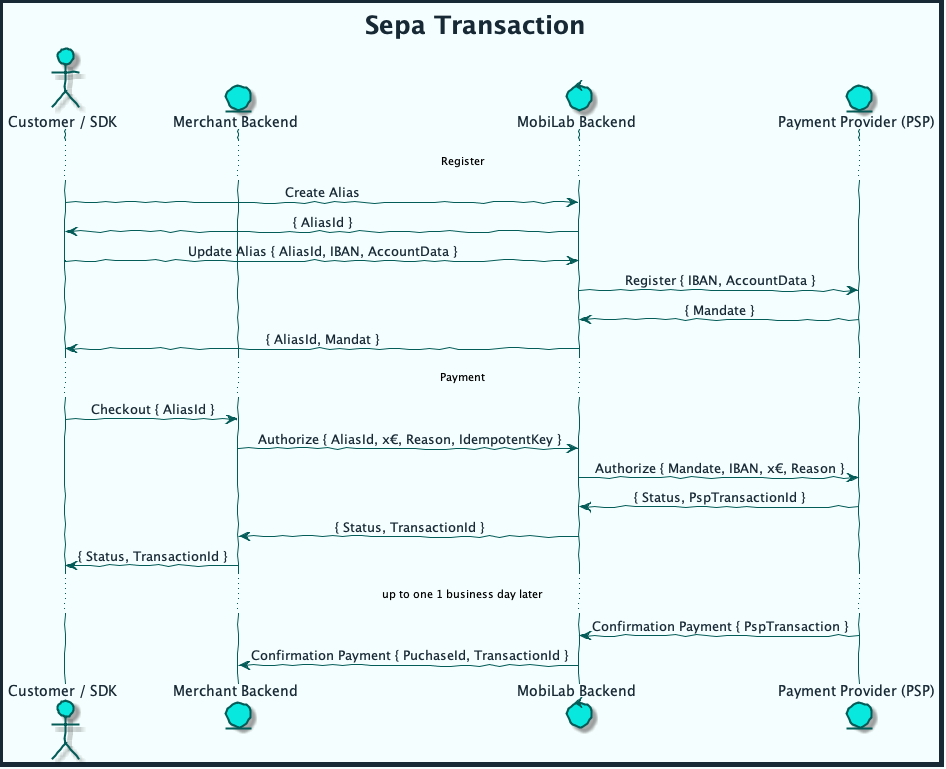 Sepa Transaction
Customer / SDK
Merchant Backend
MobiLab Backend
Payment Provider (PSP)
Register
Create Alias
{ AliasId }
Update Alias { AliasId, IBAN, AccountData }
Register { IBAN, AccountData }
{ Mandate }
{ AliasId, Mandat }
Payment
Checkout { AliasId }
Authorize { AliasId, x€, Reason, IdempotentKey }
Authorize { Mandate, IBAN, x€, Reason }
{ Status, PspTransactionId }
{ Status, TransactionId }
{ Status, TransactionId }
up to one 1 business day later
Confirmation Payment { PspTransaction }
Confirmation Payment { PuchaseId, TransactionId }
Customer / SDK
Merchant Backend
MobiLab Backend
Payment Provider (PSP)